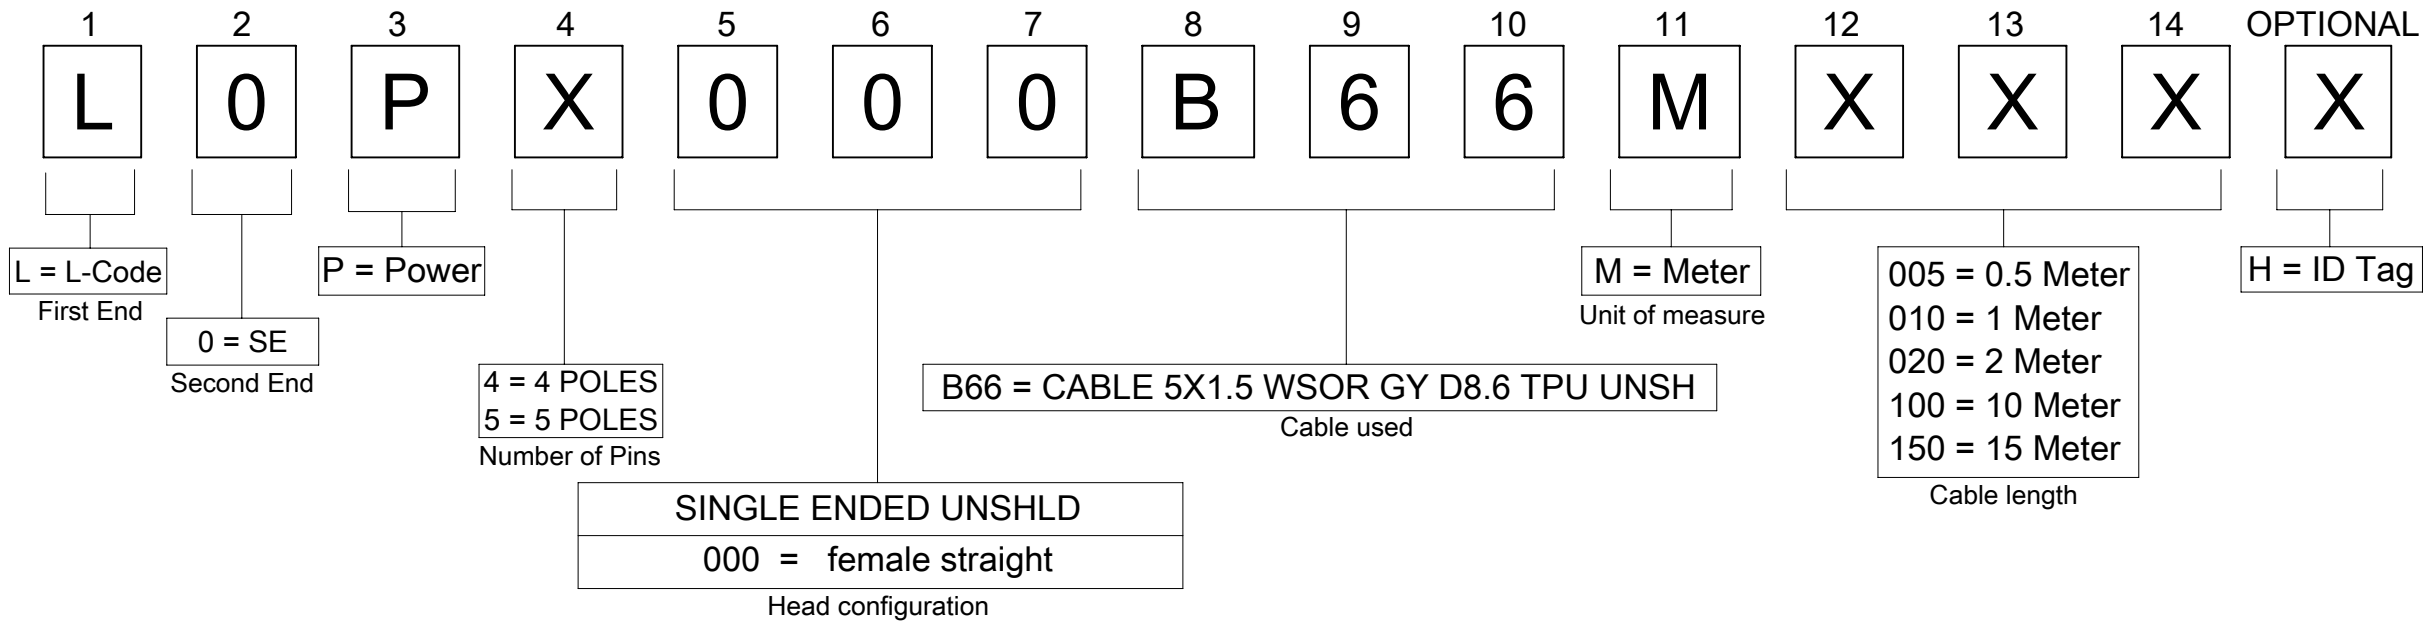 1 2 3 4 5 6 7 8 9 10 11 12 13 14 OPTIONAL
L 0 P X 0 0 0 B 6 6 M X X X X
L = L-Code
First End
0 = SE
Second End
P = Power
4 = 4 POLES
5 = 5 POLES
Number of Pins
SINGLE ENDED UNSHLD
000 = female straight
Head configuration
B66 = CABLE 5X1.5 WSOR GY D8.6 TPU UNSH
Cable used
M = Meter
Unit of measure
005 = 0.5 Meter
010 = 1 Meter
020 = 2 Meter
100 = 10 Meter
150 = 15 Meter
Cable length
H = ID Tag